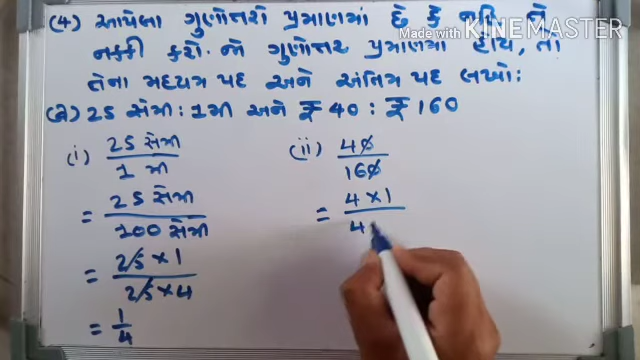 Made with KINEMASTER
(4) આપેલા ગુણોત્તરો પ્રમાણમાં છે કે નહિ તે
નક્કી કરો. જો ગુણોત્તર પ્રમાણમાં હોય, તો
તેના મધ્યમ પદ અને અંતિમ પદ લખો:
(અ) 25 સેમી : 1મી અને ₹ 40 : ₹ 160
(i) 25 સેમી / 1 મી
= 25 સેમી / 100 સેમી
= 25 × 1 / 25 × 4
= 1/4
(ii) 40 / 160
= 4 × 1 / 4